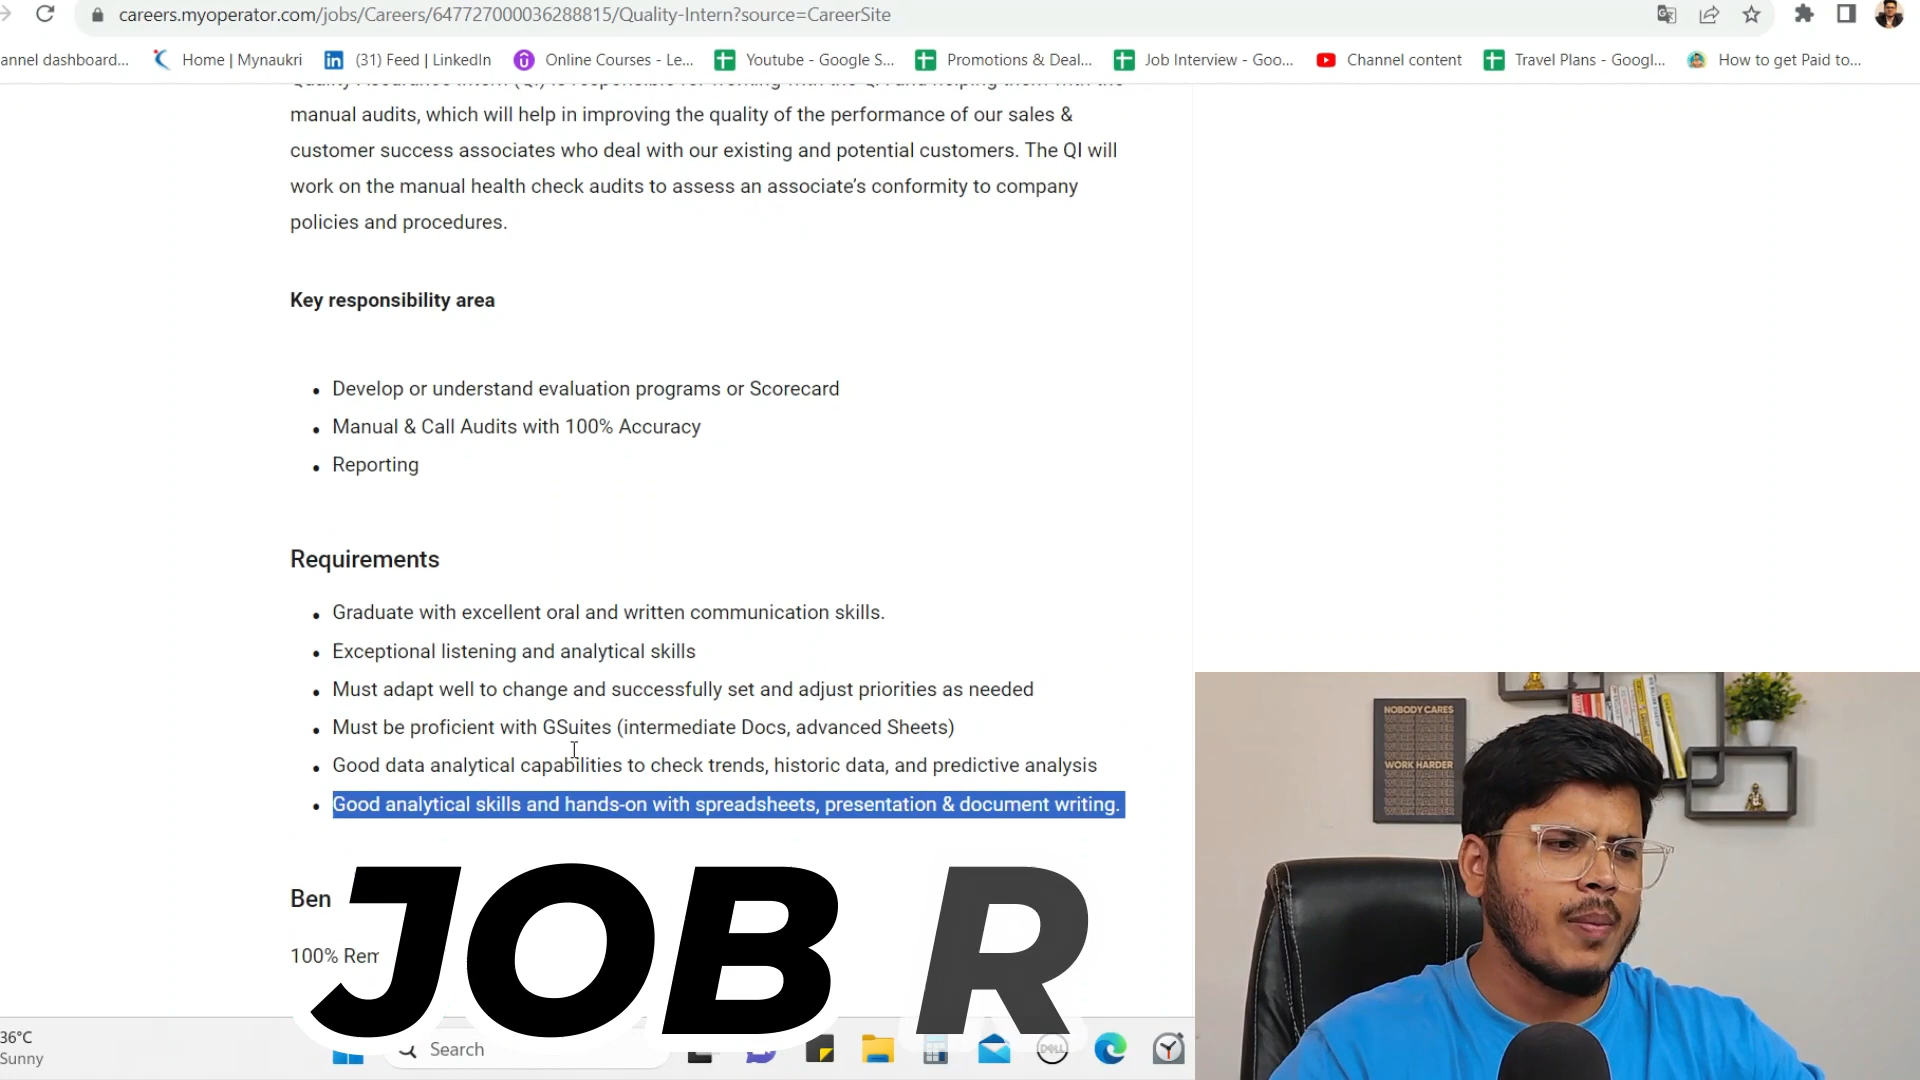 careers.myoperator.com/jobs/Careers/647727000036288815/Quality-Intern?source=CareerSite
annel dashboard... Home | Mynaukri (31) Feed | LinkedIn Online Courses - Le... Youtube - Google S... Promotions & Deal... Job Interview - Goo... Channel content Travel Plans - Googl... How to get Paid to...
manual audits, which will help in improving the quality of the performance of our sales &
customer success associates who deal with our existing and potential customers. The QI will
work on the manual health check audits to assess an associate's conformity to company
policies and procedures.
Key responsibility area
Develop or understand evaluation programs or Scorecard
Manual & Call Audits with 100% Accuracy
Reporting
Requirements
Graduate with excellent oral and written communication skills.
Exceptional listening and analytical skills
Must adapt well to change and successfully set and adjust priorities as needed
Must be proficient with GSuites (intermediate Docs, advanced Sheets)
Good data analytical capabilities to check trends, historic data, and predictive analysis
Good analytical skills and hands-on with spreadsheets, presentation & document writing.
Ben
100% Rem
JOB R
36°C
Sunny
Search
DELL
NOBODY CARES
WORK HARDER